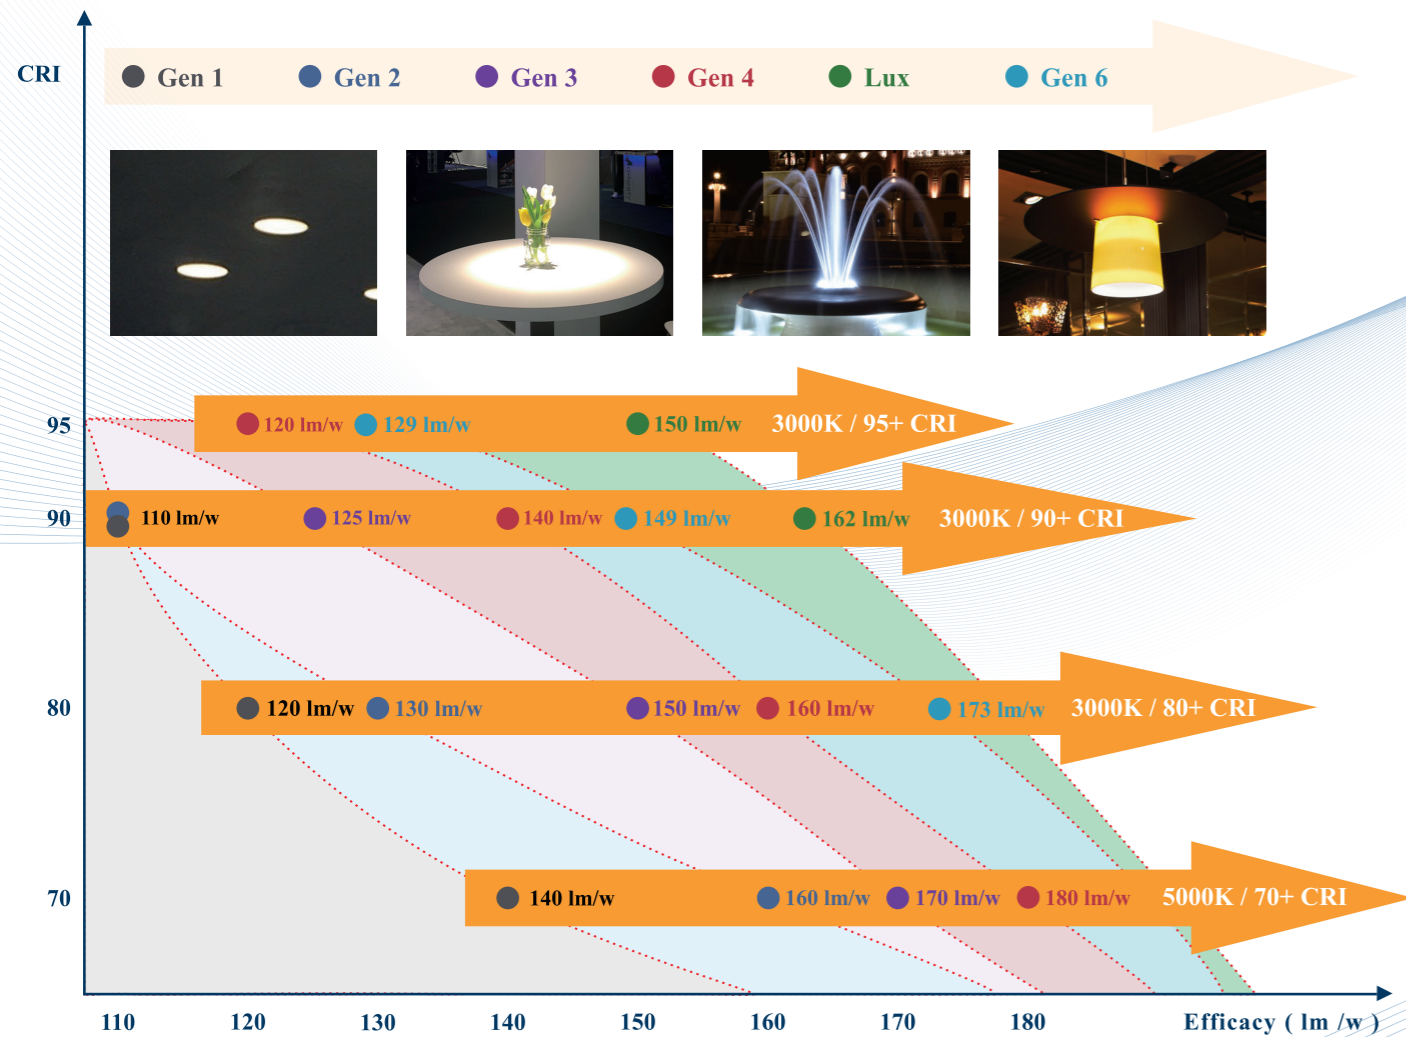 CRI
Gen 1 Gen 2 Gen 3 Gen 4 Lux Gen 6
95 120 lm/w 129 lm/w 150 lm/w 3000K / 95+ CRI
90 110 lm/w 125 lm/w 140 lm/w 149 lm/w 162 lm/w 3000K / 90+ CRI
80 120 lm/w 130 lm/w 150 lm/w 160 lm/w 173 lm/w 3000K / 80+ CRI
70 140 lm/w 160 lm/w 170 lm/w 180 lm/w 5000K / 70+ CRI
110 120 130 140 150 160 170 180 Efficacy ( lm /w )